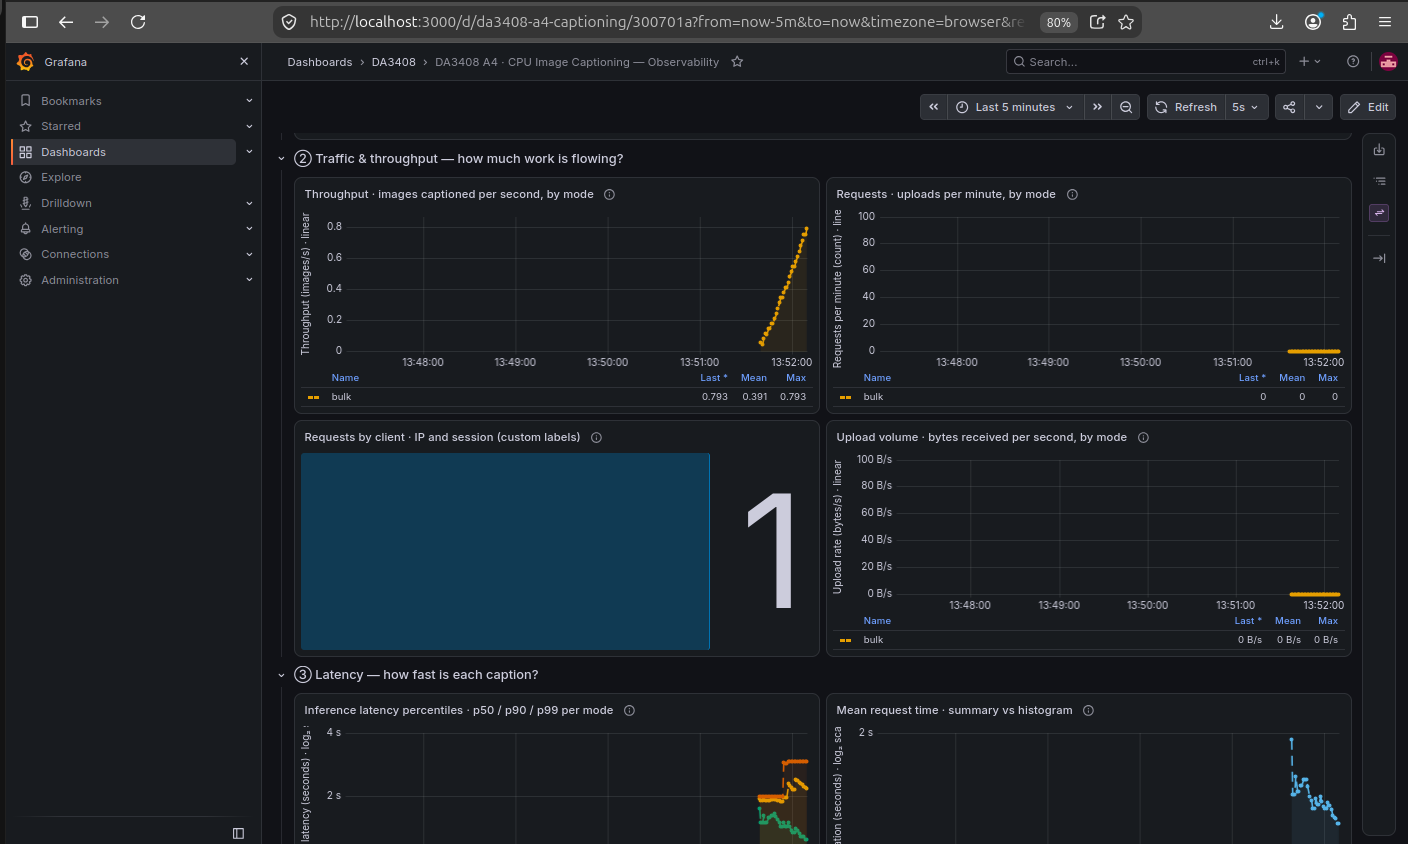 http://localhost:3000/d/da3408-a4-captioning/300701a?from=now-5m&to=now&timezone=browser&re
80%
Grafana
Dashboards › DA3408 › DA3408 A4 · CPU Image Captioning — Observability
Search... ctrl+k
Bookmarks
Starred
Dashboards
Explore
Drilldown
Alerting
Connections
Administration
Last 5 minutes
Refresh 5s
Edit
2 Traffic & throughput — how much work is flowing?
Throughput · images captioned per second, by mode
Throughput (images/s) · linear
0.8
0.6
0.4
0.2
0
13:48:00 13:49:00 13:50:00 13:51:00 13:52:00
Name Last * Mean Max
bulk 0.793 0.391 0.793
Requests · uploads per minute, by mode
Requests per minute (count) · line
100
80
60
40
20
0
13:48:00 13:49:00 13:50:00 13:51:00 13:52:00
Name Last * Mean Max
bulk 0 0 0
Requests by client · IP and session (custom labels)
1
Upload volume · bytes received per second, by mode
Upload rate (bytes/s) · linear
100 B/s
80 B/s
60 B/s
40 B/s
20 B/s
0 B/s
13:48:00 13:49:00 13:50:00 13:51:00 13:52:00
Name Last * Mean Max
bulk 0 B/s 0 B/s 0 B/s
3 Latency — how fast is each caption?
Inference latency percentiles · p50 / p90 / p99 per mode
latency (seconds) · log₂
4 s
2 s
Mean request time · summary vs histogram
(seconds) · log₂ sca
2 s